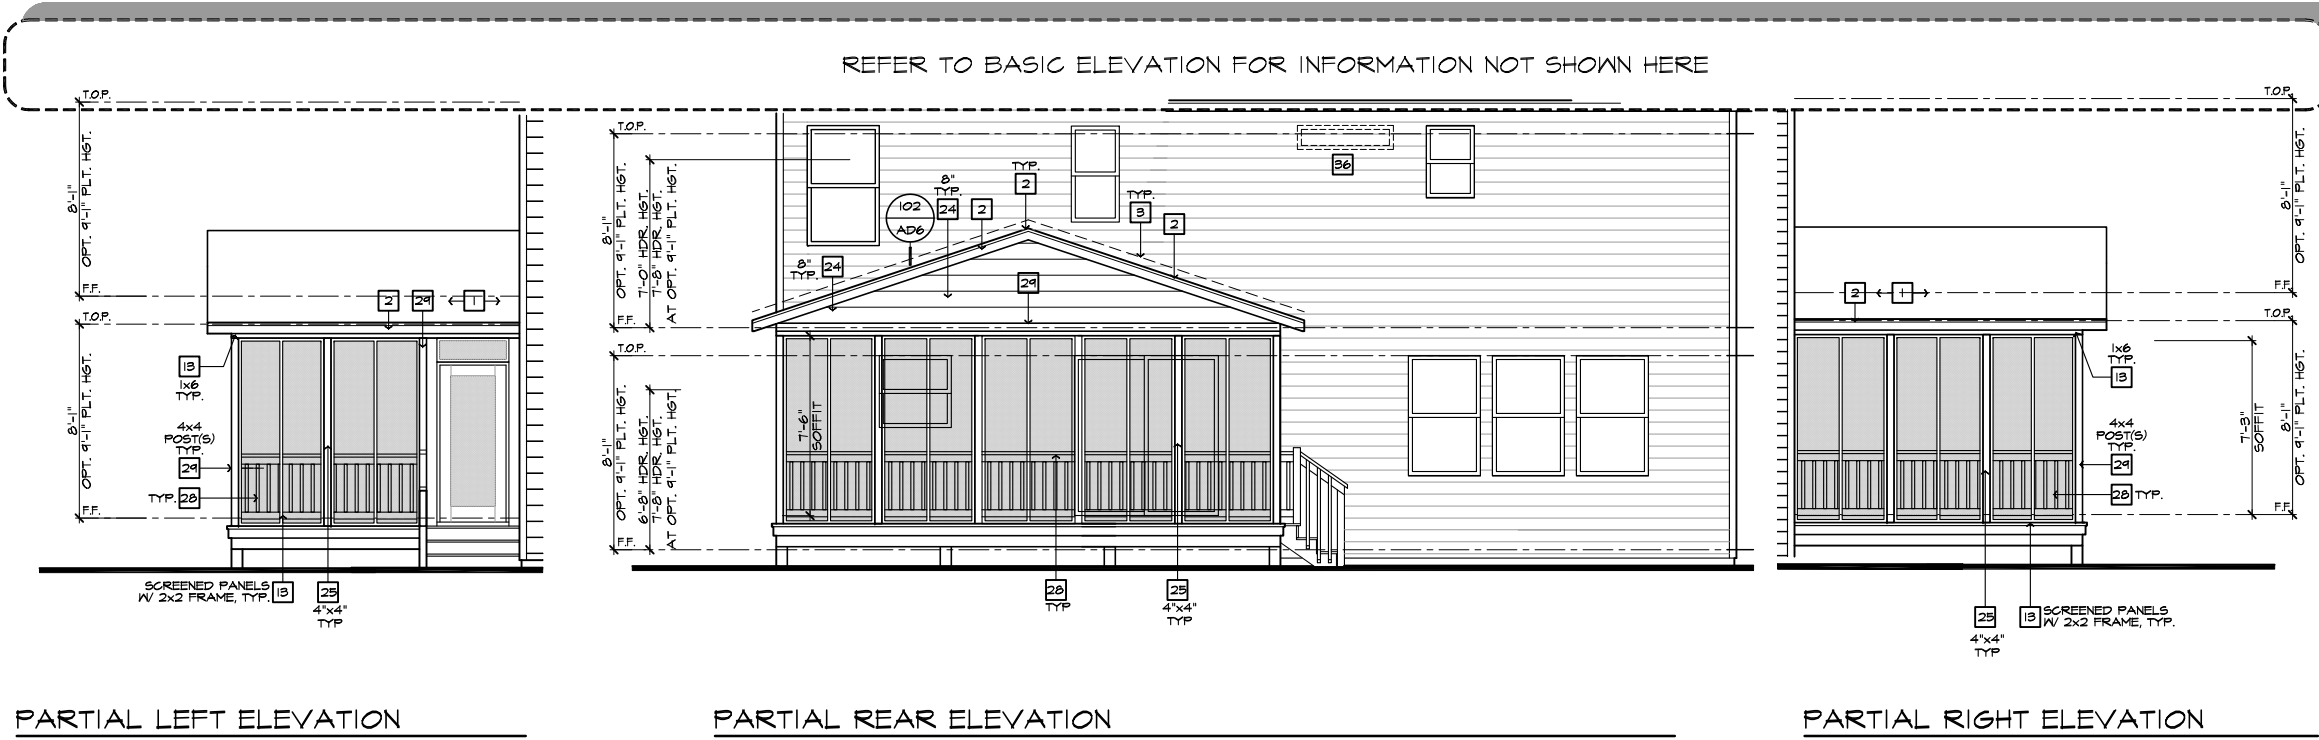 REFER TO BASIC ELEVATION FOR INFORMATION NOT SHOWN HERE
T.O.P.
8'-1"
OPT. 9'-1" PLT. HGT.
F.F.
T.O.P.
8'-1"
OPT. 9'-1" PLT. HGT.
F.F.
2
29
1
13
1x6
TYP.
4x4
POST(S)
TYP.
29
TYP. 28
SCREENED PANELS
W/ 2x2 FRAME, TYP.
13
25
4"x4"
TYP
PARTIAL LEFT ELEVATION
T.O.P.
8'-1"
OPT. 9'-1" PLT. HGT.
7'-0" HDR. HGT.
7'-8" HDR. HGT.
AT OPT. 9'-1" PLT. HGT.
F.F.
T.O.P.
8'-1"
OPT. 9'-1" PLT. HGT.
6'-8" HDR. HGT.
7'-8" HDR. HGT.
AT OPT. 9'-1" PLT. HGT.
F.F.
102
AD6
8"
TYP.
24
2
TYP.
2
TYP.
3
2
36
8"
TYP.
24
29
7'-6"
SOFFIT
28
TYP
25
4"x4"
TYP
PARTIAL REAR ELEVATION
T.O.P.
8'-1"
OPT. 9'-1" PLT. HGT.
F.F.
2
1
T.O.P.
1x6
TYP.
13
4x4
POST(S)
TYP.
29
28 TYP.
7'-3"
SOFFIT
8'-1"
OPT. 9'-1" PLT. HGT.
F.F.
25
4"x4"
TYP
13
SCREENED PANELS
W/ 2x2 FRAME, TYP.
PARTIAL RIGHT ELEVATION